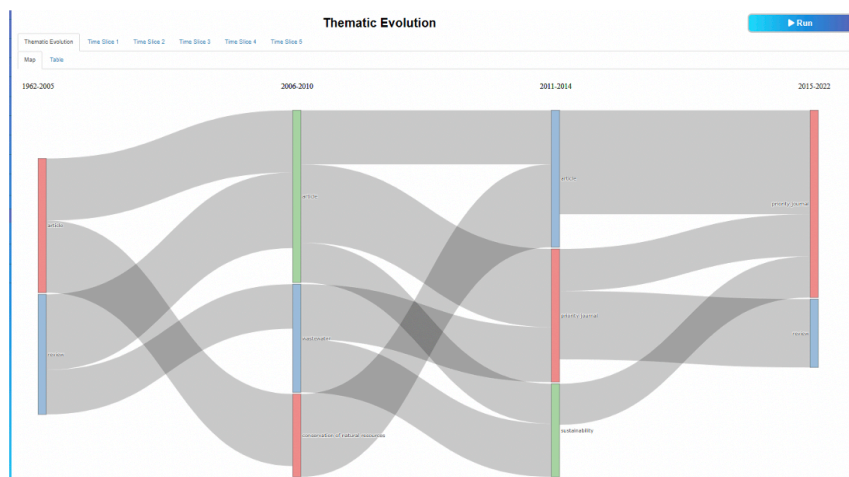 Thematic Evolution
Run
Thematic Evolution Time Slice 1 Time Slice 2 Time Slice 3 Time Slice 4 Time Slice 5
Map Table
1962-2005 2006-2010 2011-2014 2015-2022
article
review
article
wastewater
conservation of natural resources
article
priority journal
sustainability
priority journal
review